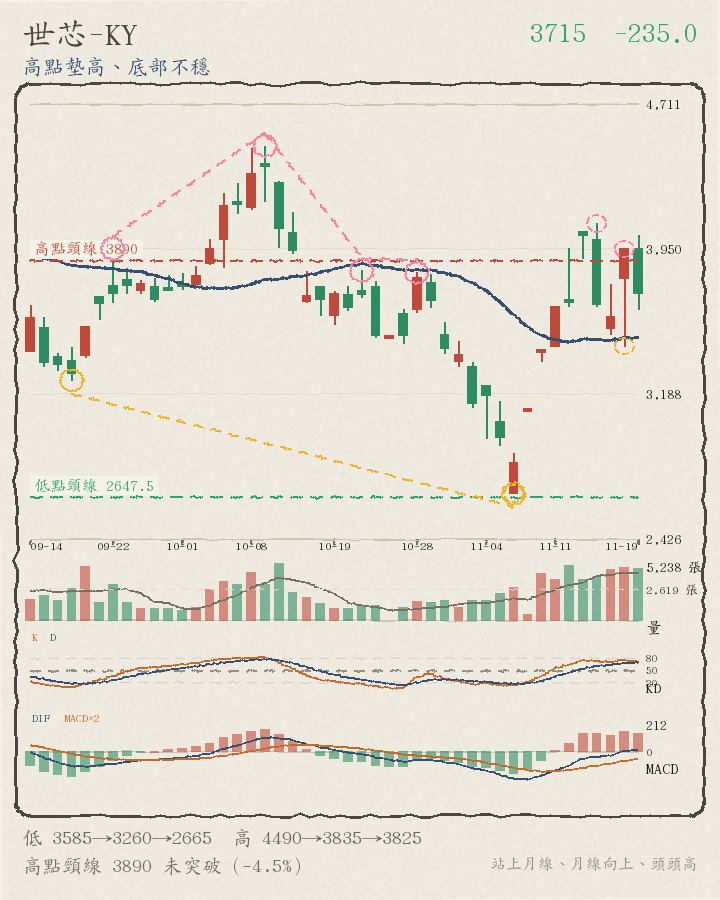 世芯-KY
3715 -235.0
高點墊高、底部不穩
4,711
高點頸線 3890
3,950
3,188
低點頸線 2647.5
2,426
09-14 09-22 10-01 10-08 10-19 10-28 11-04 11-11 11-19
5,238 張
2,619 張
量
K D
80
50
20
KD
DIF MACD×2
212
0
MACD
低 3585→3260→2665 高 4490→3835→3825
高點頸線 3890 未突破 (-4.5%)
站上月線、月線向上、頭頭高